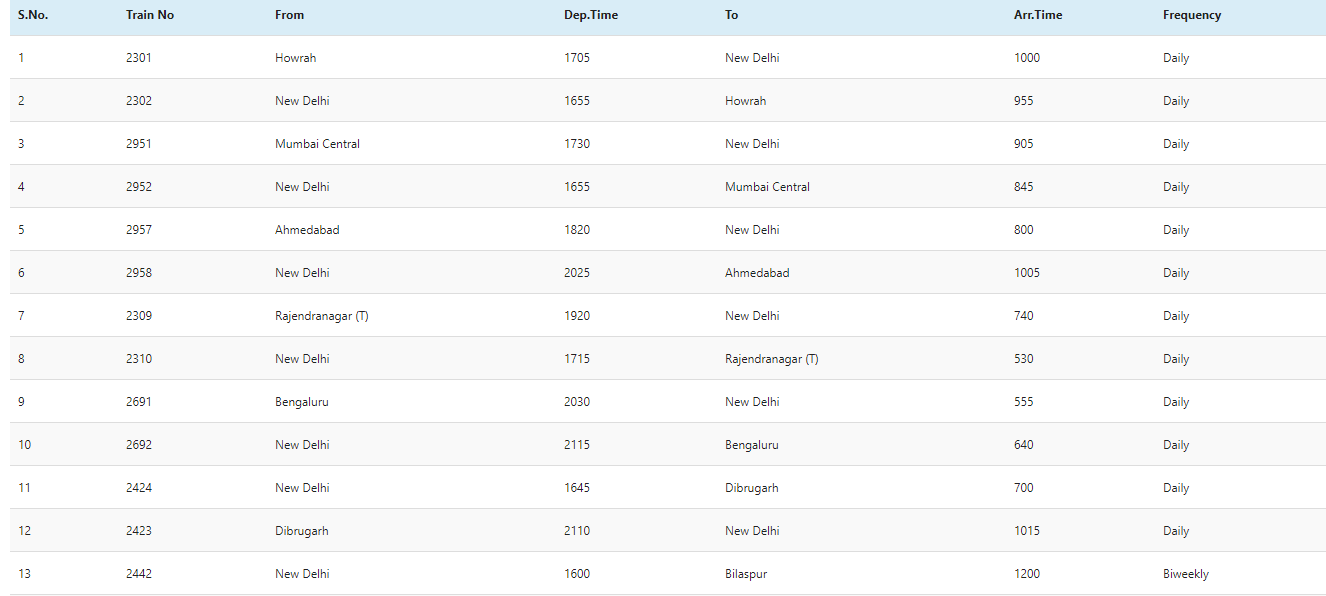 S.No. Train No From Dep.Time To Arr.Time Frequency
1 2301 Howrah 1705 New Delhi 1000 Daily
2 2302 New Delhi 1655 Howrah 955 Daily
3 2951 Mumbai Central 1730 New Delhi 905 Daily
4 2952 New Delhi 1655 Mumbai Central 845 Daily
5 2957 Ahmedabad 1820 New Delhi 800 Daily
6 2958 New Delhi 2025 Ahmedabad 1005 Daily
7 2309 Rajendranagar (T) 1920 New Delhi 740 Daily
8 2310 New Delhi 1715 Rajendranagar (T) 530 Daily
9 2691 Bengaluru 2030 New Delhi 555 Daily
10 2692 New Delhi 2115 Bengaluru 640 Daily
11 2424 New Delhi 1645 Dibrugarh 700 Daily
12 2423 Dibrugarh 2110 New Delhi 1015 Daily
13 2442 New Delhi 1600 Bilaspur 1200 Biweekly